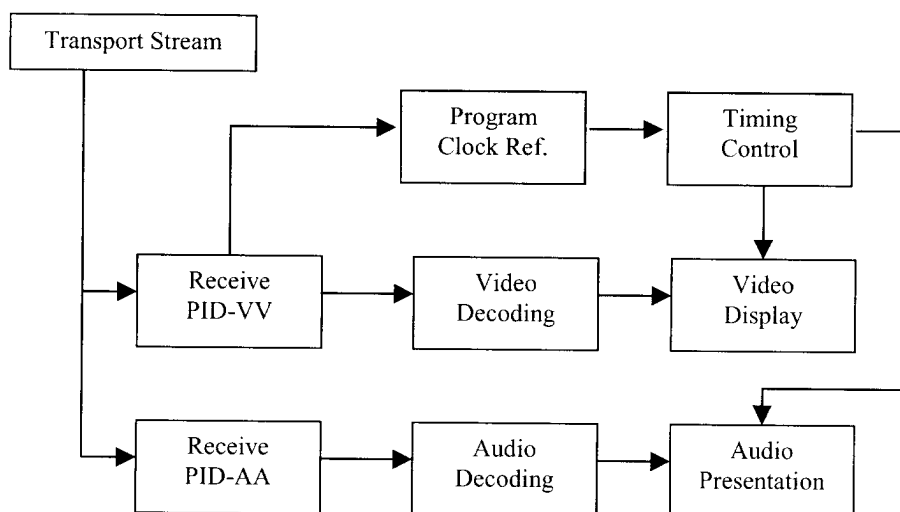 Transport Stream
Program
Clock Ref.
Timing
Control
Receive
PID-VV
Video
Decoding
Video
Display
Receive
PID-AA
Audio
Decoding
Audio
Presentation